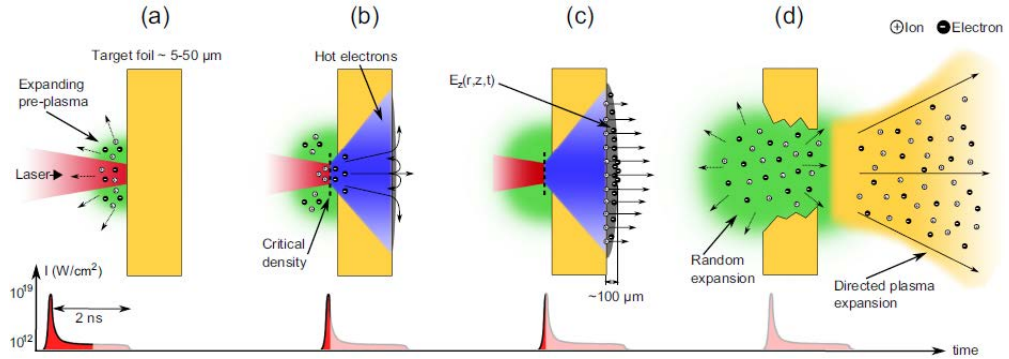 (a)
(b)
(c)
(d)
Target foil ~ 5-50 µm
Expanding
pre-plasma
Laser
Hot electrons
Critical
density
E_z(r,z,t)
~100 µm
Ion
Electron
Random
expansion
Directed plasma
expansion
I (W/cm²)
10¹⁹
10¹²
2 ns
time